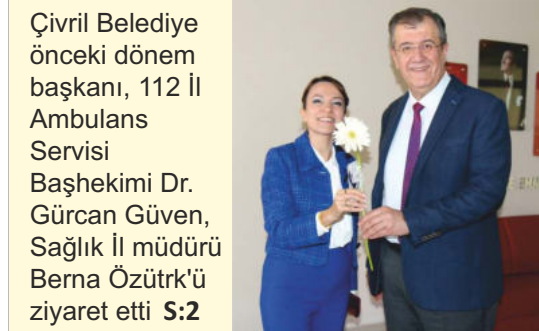 Çivril Belediye
önceki dönem
başkanı, 112 İl
Ambulans
Servisi
Başhekimi Dr.
Gürcan Güven,
Sağlık İl müdürü
Berna Özütrk'ü
ziyaret etti S:2